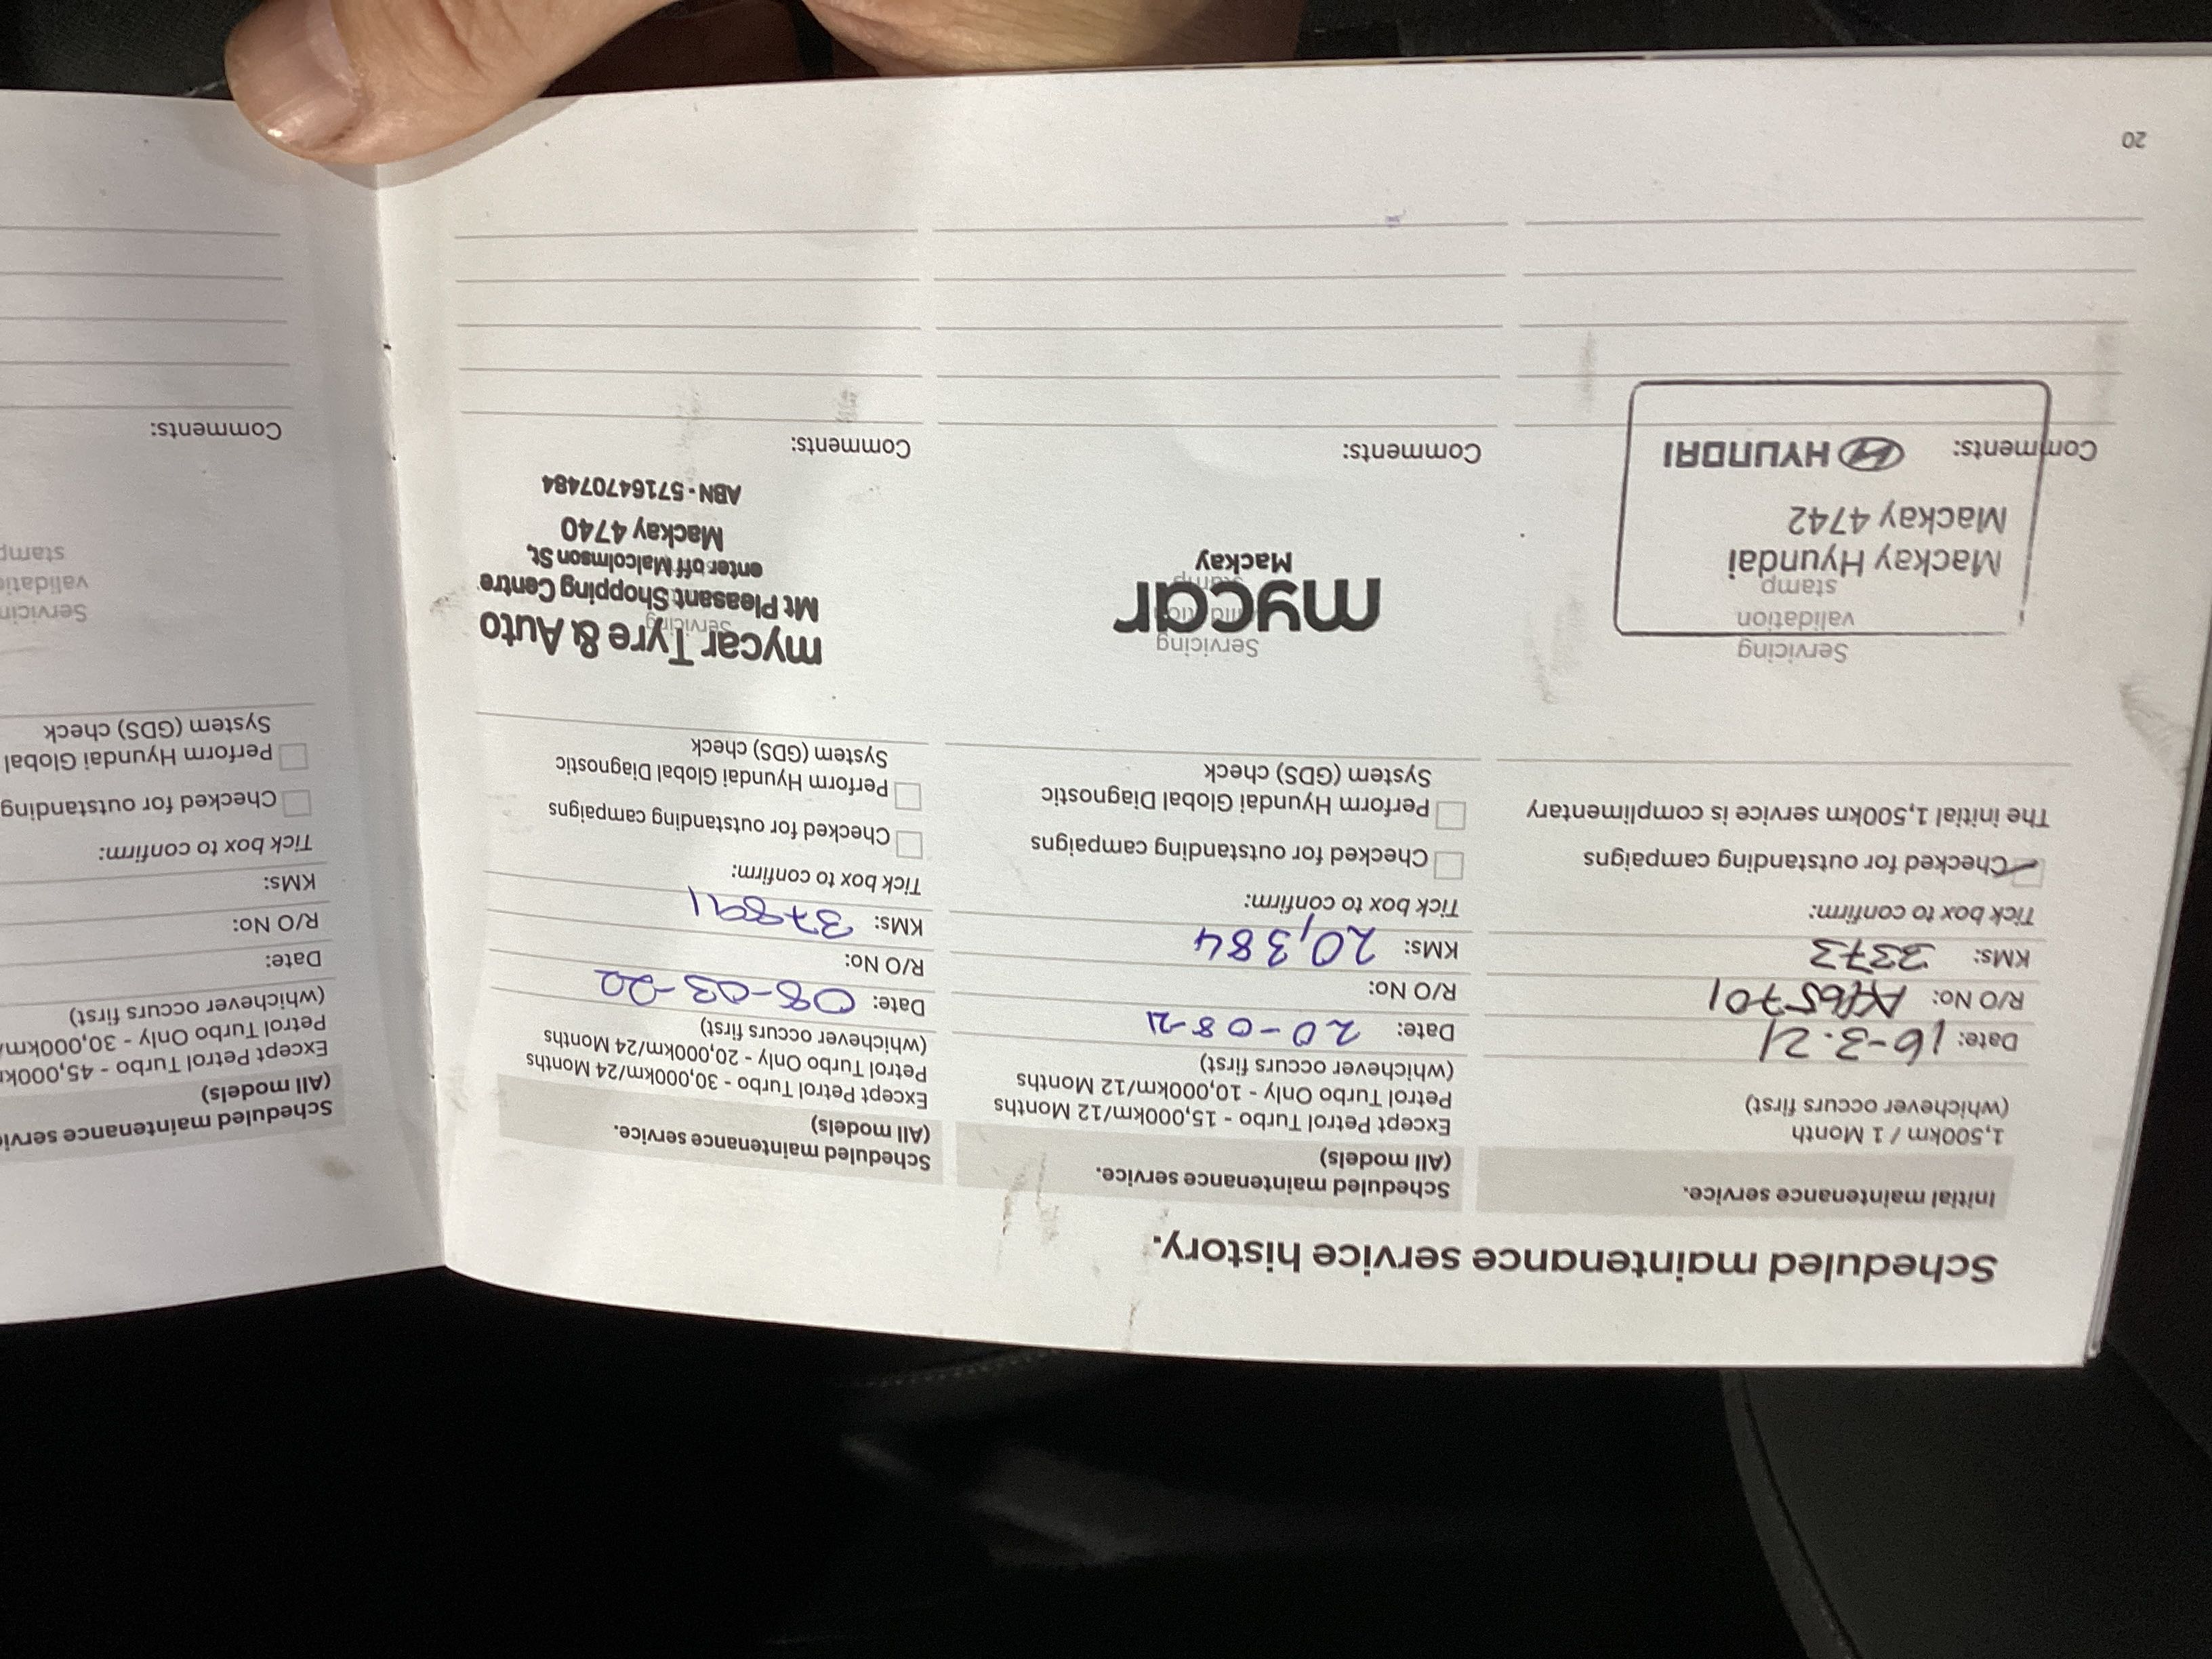 Scheduled maintenance service history.
Initial maintenance service.
1,500km / 1 Month
(whichever occurs first)
Date: 16-3.21
R/O No:
KMs: 3373
Tick box to confirm:
Checked for outstanding campaigns
The initial 1,500km service is complimentary
Servicing
validation
stamp
Mackay Hyundai
Mackay 4742
HYUNDAI
Comments:
Scheduled maintenance service.
(All models)
Except Petrol Turbo - 15,000km/12 Months
Petrol Turbo Only - 10,000km/12 Months
(whichever occurs first)
Date: 20-08-21
R/O No:
KMs: 20,384
Tick box to confirm:
Checked for outstanding campaigns
Perform Hyundai Global Diagnostic
System (GDS) check
Servicing
mycar
Mackay
Comments:
Scheduled maintenance service.
(All models)
Except Petrol Turbo - 30,000km/24 Months
Petrol Turbo Only - 20,000km/24 Months
(whichever occurs first)
Date: 08-03-22
R/O No:
KMs: 37891
Tick box to confirm:
Checked for outstanding campaigns
Perform Hyundai Global Diagnostic
System (GDS) check
Servicing
mycar Tyre & Auto
Mt Pleasant Shopping Centre
enter off Malcolmson St,
Mackay 4740
ABN - 57164707484
Comments:
20
Scheduled maintenance servi
(All models)
Except Petrol Turbo - 45,000k
Petrol Turbo Only - 30,000km/
(whichever occurs first)
Date:
R/O No:
KMs:
Tick box to confirm:
Checked for outstanding
Perform Hyundai Global
System (GDS) check
Servicin
validati
stamp
Comments: